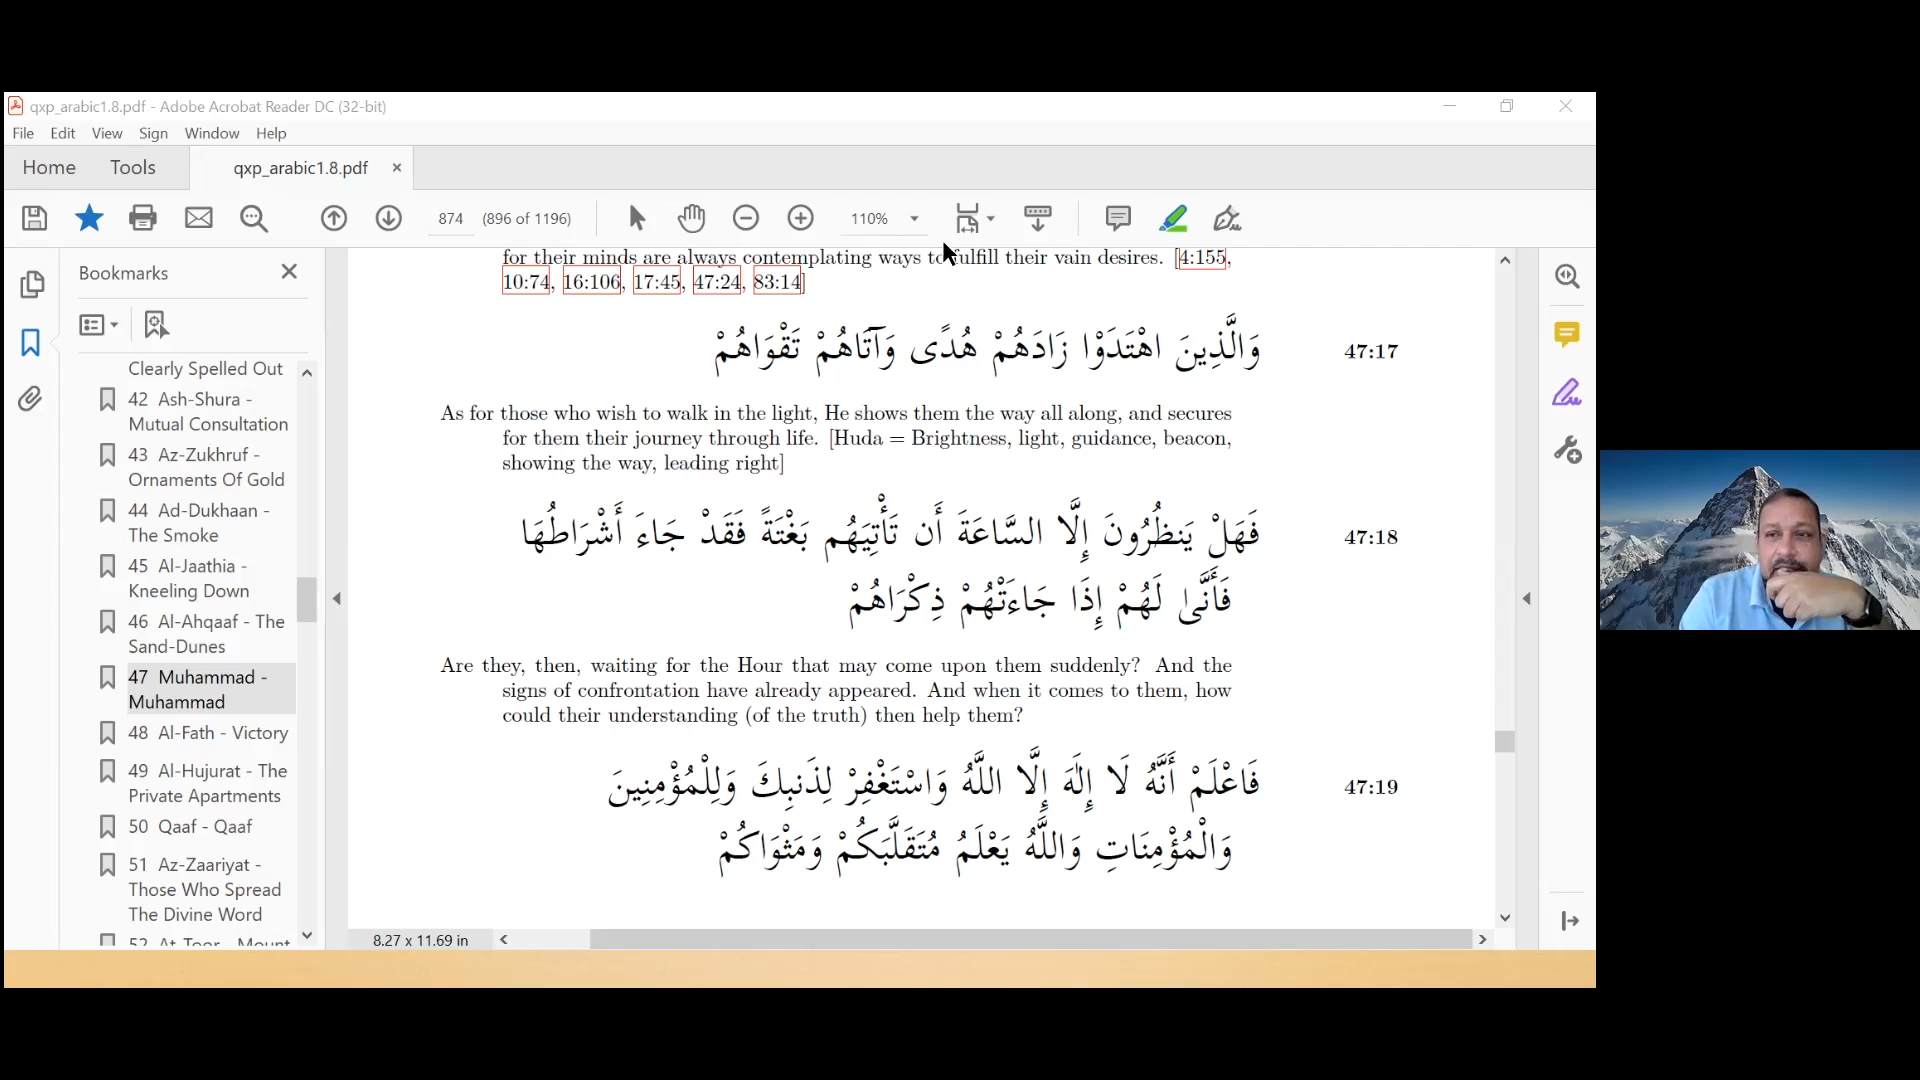 qxp_arabic1.8.pdf - Adobe Acrobat Reader DC (32-bit)
File Edit View Sign Window Help
Home Tools qxp_arabic1.8.pdf ×
874 (896 of 1196) 110%
Bookmarks
Clearly Spelled Out
42 Ash-Shura -
Mutual Consultation
43 Az-Zukhruf -
Ornaments Of Gold
44 Ad-Dukhaan -
The Smoke
45 Al-Jaathia -
Kneeling Down
46 Al-Ahqaaf - The
Sand-Dunes
47 Muhammad -
Muhammad
48 Al-Fath - Victory
49 Al-Hujurat - The
Private Apartments
50 Qaaf - Qaaf
51 Az-Zaariyat -
Those Who Spread
The Divine Word
52 At-Toor - Mount
for their minds are always contemplating ways to fulfill their vain desires. [4:155,
10:74, 16:106, 17:45, 47:24, 83:14]
وَالَّذِينَ اهْتَدَوْا زَادَهُمْ هُدًى وَآتَاهُمْ تَقْوَاهُمْ 47:17
As for those who wish to walk in the light, He shows them the way all along, and secures
for them their journey through life. [Huda = Brightness, light, guidance, beacon,
showing the way, leading right]
فَهَلْ يَنظُرُونَ إِلَّا السَّاعَةَ أَن تَأْتِيَهُم بَغْتَةً فَقَدْ جَاءَ أَشْرَاطُهَا 47:18
فَأَنَّىٰ لَهُمْ إِذَا جَاءَتْهُمْ ذِكْرَاهُمْ
Are they, then, waiting for the Hour that may come upon them suddenly? And the
signs of confrontation have already appeared. And when it comes to them, how
could their understanding (of the truth) then help them?
فَاعْلَمْ أَنَّهُ لَا إِلَٰهَ إِلَّا اللَّهُ وَاسْتَغْفِرْ لِذَنبِكَ وَلِلْمُؤْمِنِينَ 47:19
وَالْمُؤْمِنَاتِ وَاللَّهُ يَعْلَمُ مُتَقَلَّبَكُمْ وَمَثْوَاكُمْ
8.27 x 11.69 in